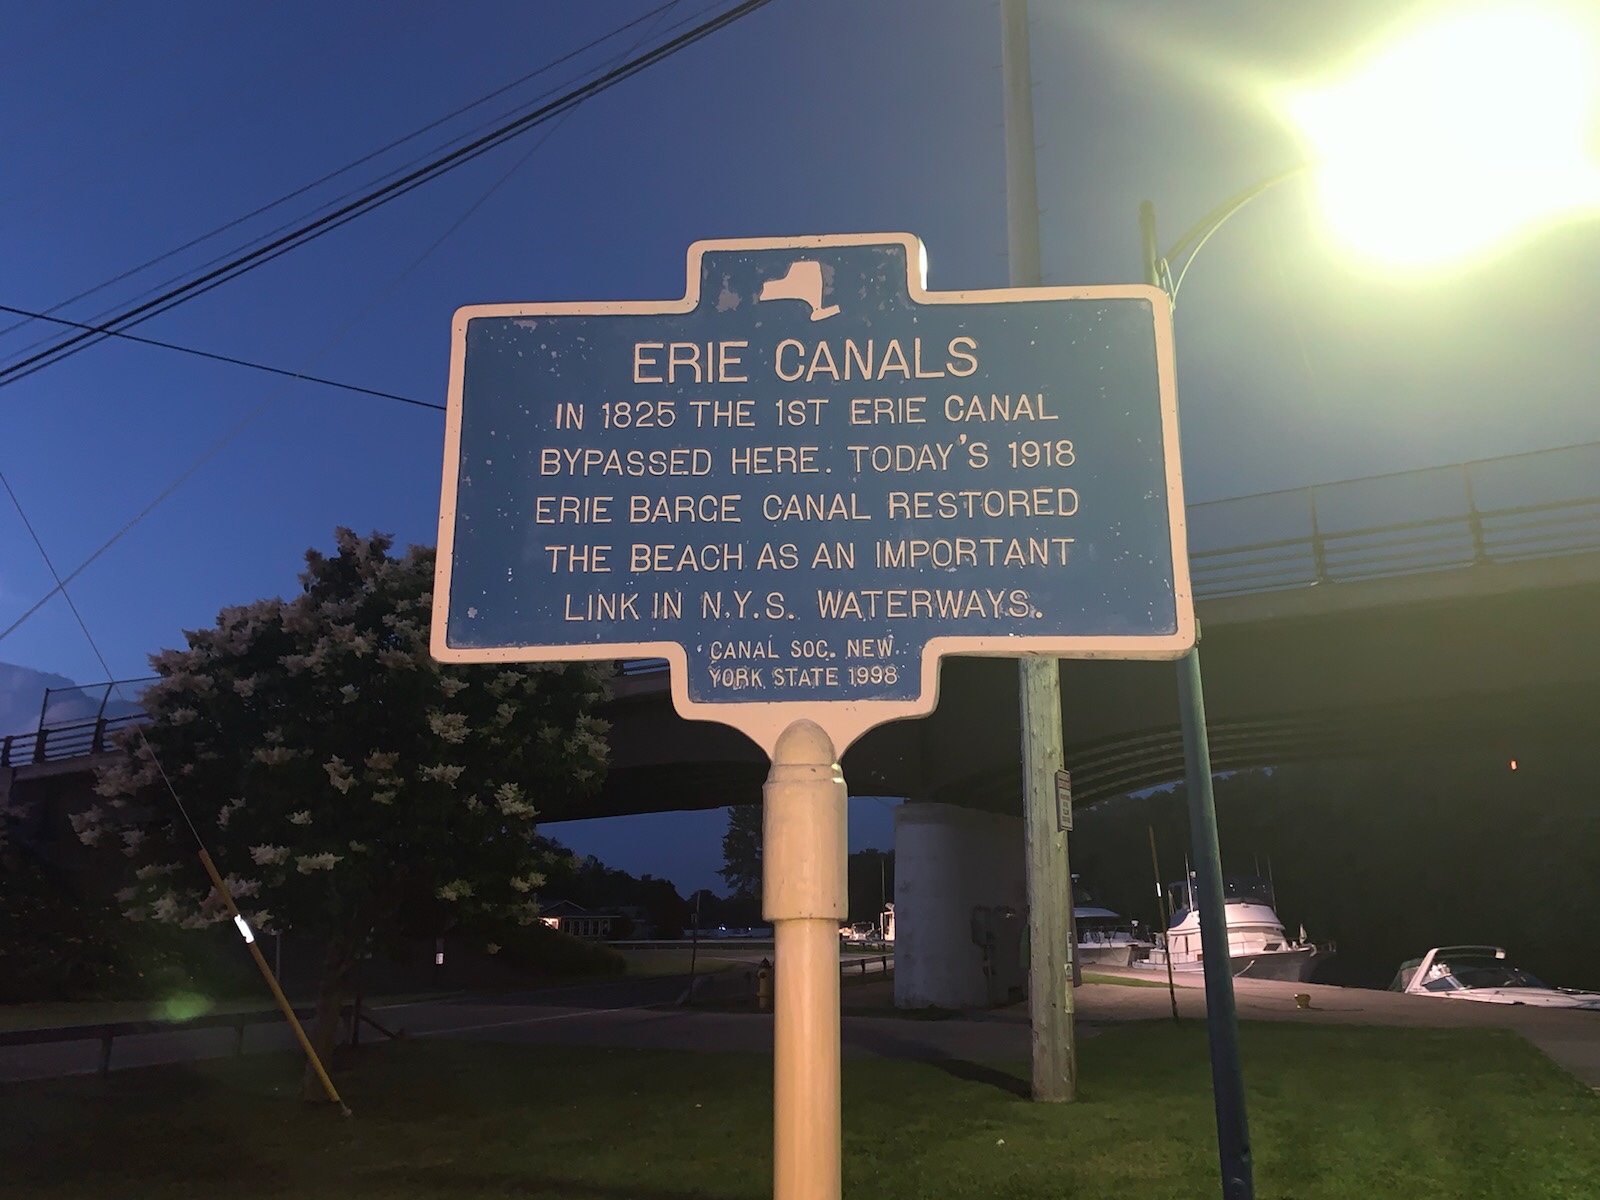 ERIE CANALS
IN 1825 THE 1ST ERIE CANAL
BYPASSED HERE. TODAY'S 1918
ERIE BARGE CANAL RESTORED
THE BEACH AS AN IMPORTANT
LINK IN N.Y.S. WATERWAYS.
CANAL SOC. NEW
YORK STATE 1998